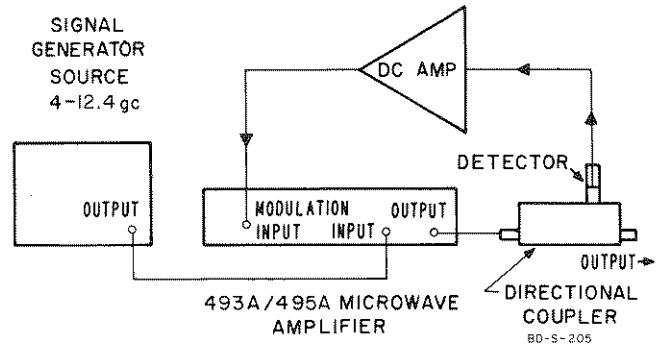 SIGNAL
GENERATOR
SOURCE
4-12.4 gc
DC AMP
DETECTOR
OUTPUT
MODULATION
INPUT
INPUT
OUTPUT
OUTPUT
493A/495A MICROWAVE
AMPLIFIER
DIRECTIONAL
COUPLER
BD-S-205